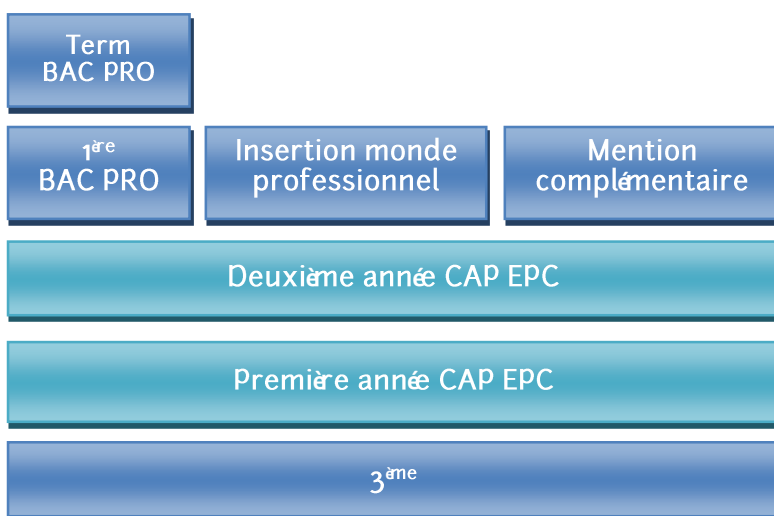 Term
BAC PRO
1ère
BAC PRO
Insertion monde
professionnel
Mention
complémentaire
Deuxième année CAP EPC
Première année CAP EPC
3ème